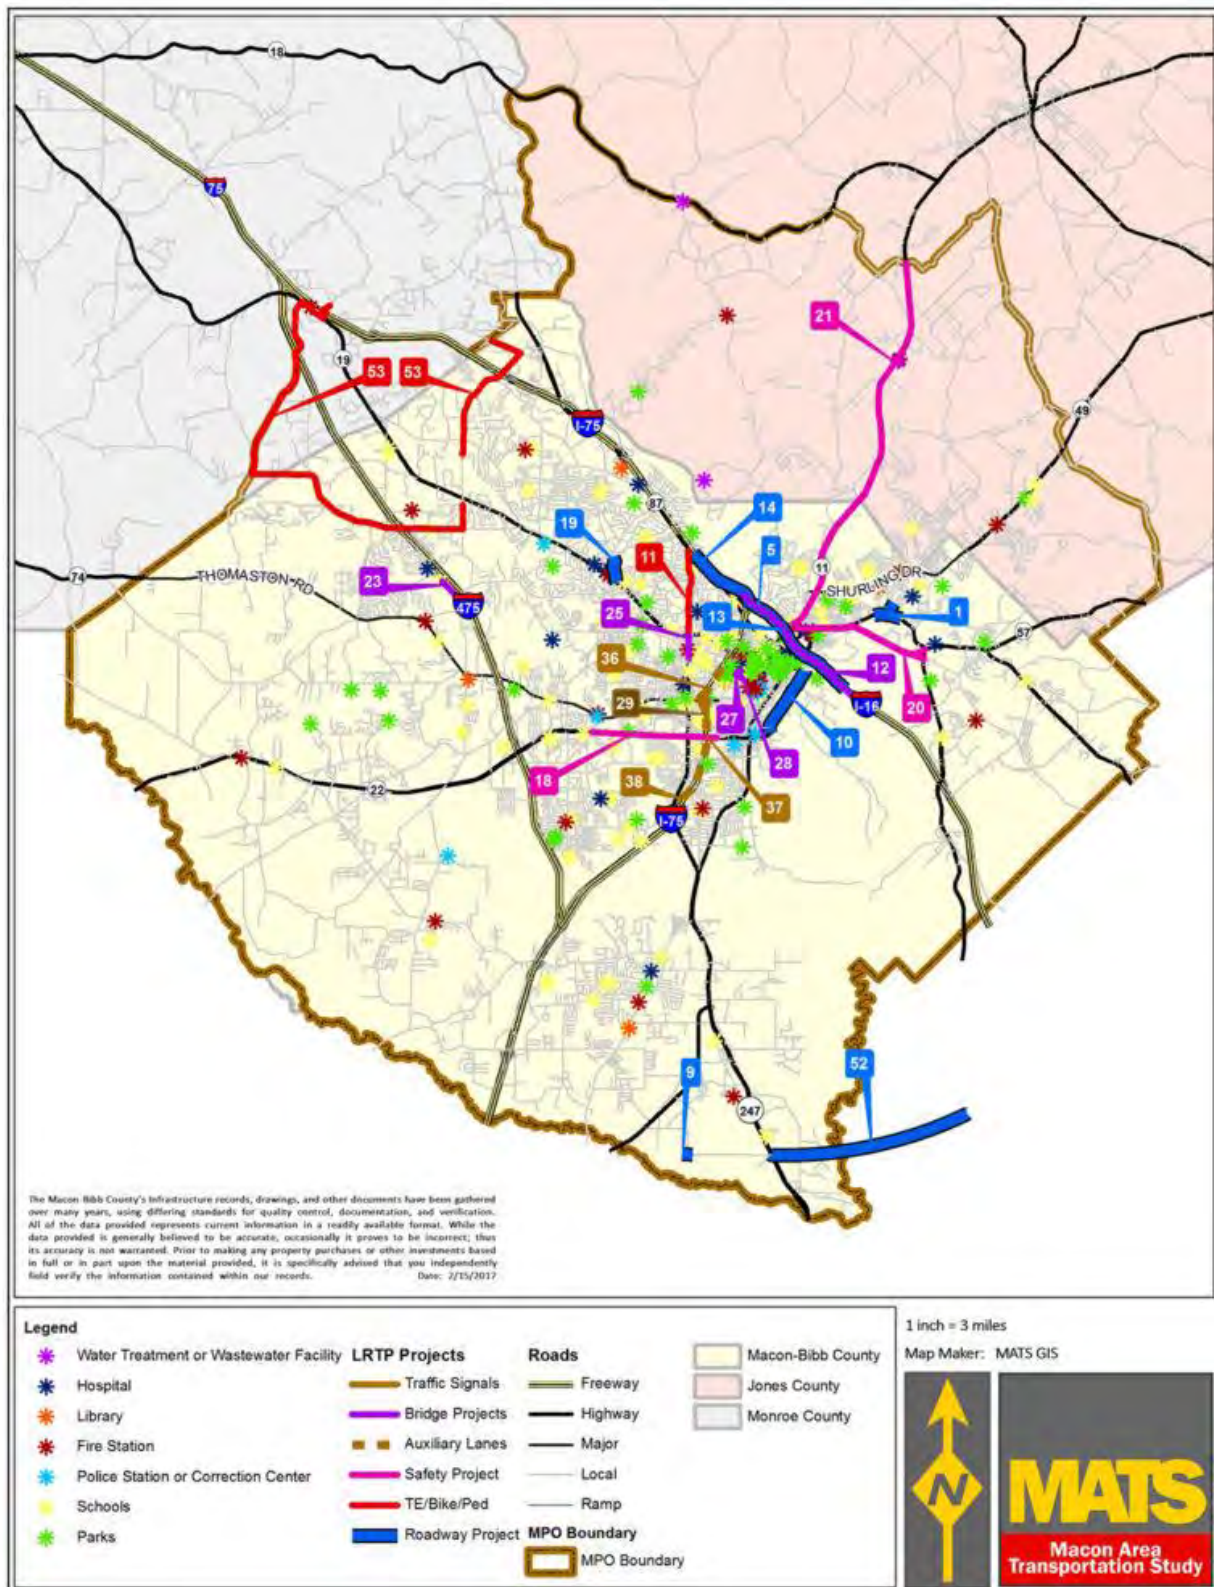 18
75
21
19
53
53
49
I-75
87
14
19
11
5
74
THOMASTON RD
11
SHURLING DR
23
475
25
13
1
57
36
12
29
27
I-16
20
28
10
18
22
38
37
I-75
9
52
247
The Macon Bibb County's Infrastructure records, drawings, and other documents have been gathered
over many years, using differing standards for quality control, documentation, and verification.
All of the data provided represents current information in a readily available format. While the
data provided is generally believed to be accurate, occasionally it proves to be incorrect; thus
its accuracy is not warranted. Prior to making any property purchases or other investments based
in full or in part upon the material provided, it is specifically advised that you independently
field verify the information contained within our records. Date: 2/15/2017
Legend
Water Treatment or Wastewater Facility
Hospital
Library
Fire Station
Police Station or Correction Center
Schools
Parks
LRTP Projects
Traffic Signals
Bridge Projects
Auxiliary Lanes
Safety Project
TE/Bike/Ped
Roadway Project
Roads
Freeway
Highway
Major
Local
Ramp
MPO Boundary
MPO Boundary
Macon-Bibb County
Jones County
Monroe County
1 inch = 3 miles
Map Maker: MATS GIS
N
MATS
Macon Area
Transportation Study